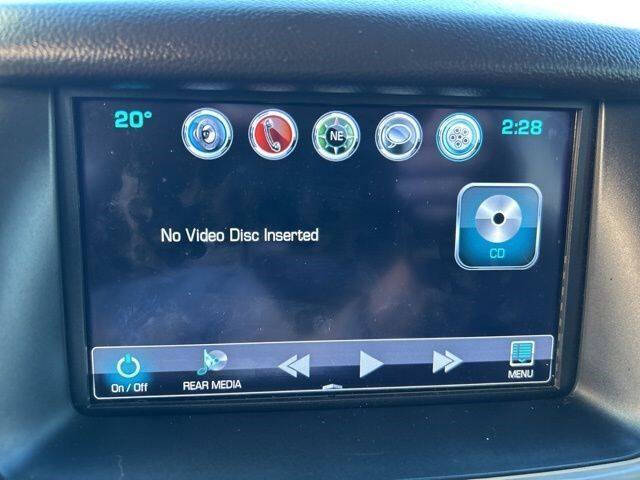 20°
NE
2:28
No Video Disc Inserted
CD
On / Off
REAR MEDIA
MENU